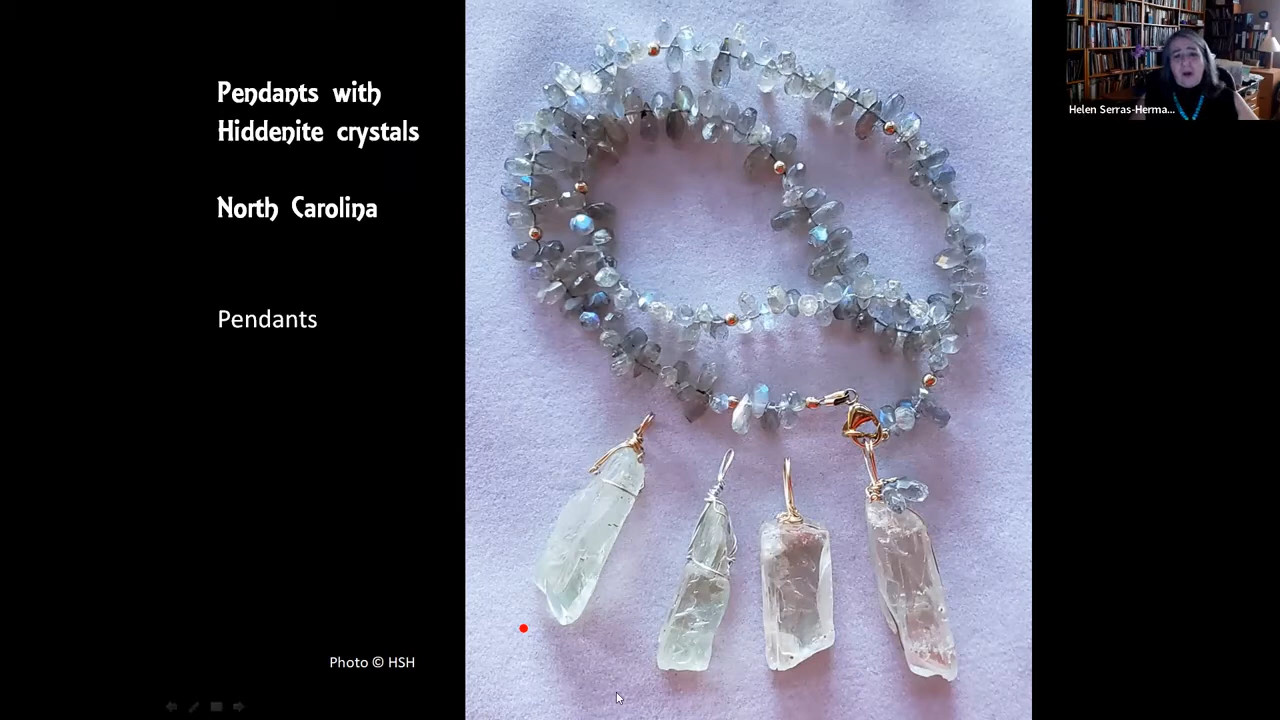 Pendants with
Hiddenite crystals
North Carolina
Pendants
Photo © HSH
Helen Serras-Herma...